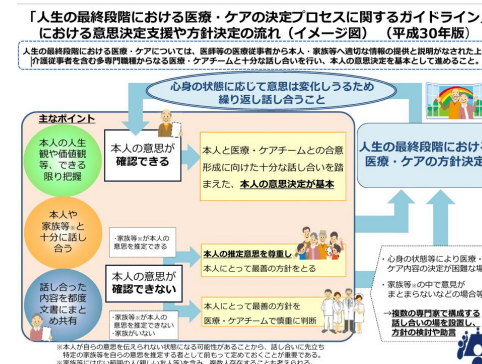 「人生の最終段階における医療・ケアの決定プロセスに関するガイドライン」
における意思決定支援や方針決定の流れ（イメージ図）（平成30年版）
人生の最終段階における医療・ケアについては、医師等の医療従事者から本人・家族等へ適切な情報の提供と説明がなされた上
介護従事者を含む多専門職種からなる医療・ケアチームと十分な話し合いを行い、本人の意思決定を基本として進めること。
心身の状態に応じて意思は変化しうるため
繰り返し話し合うこと
主なポイント
本人の人生
観や価値観
等、できる
限り把握
本人の意思が
確認できる
本人と医療・ケアチームとの合意
形成に向けた十分な話し合いを踏
まえた、本人の意思決定が基本
人生の最終段階におけ
医療・ケアの方針決定
本人や
家族等※と
十分に話し
合う
話し合った
内容を都度
文書にまと
め共有
・家族等※が本人の
意思を推定できる
本人の意思が
確認できない
・家族等※が本人の
意思を推定できない
・家族がいない
本人の推定意思を尊重し
本人にとって最善の方針をとる
本人にとって最善の方針を
医療・ケアチームで慎重に判断
・心身の状態等により医療・
ケア内容の決定が困難な場
・家族等※の中で意見が
まとまらないなどの場合等
→複数の専門家で構成する
話し合いの場を設置し、
方針の検討や助言
※本人が自らの意思を伝えられない状態になる可能性があることから、話し合いに先立ち
特定の家族等を自らの意思を推定する者として前もって定めておくことが重要である。